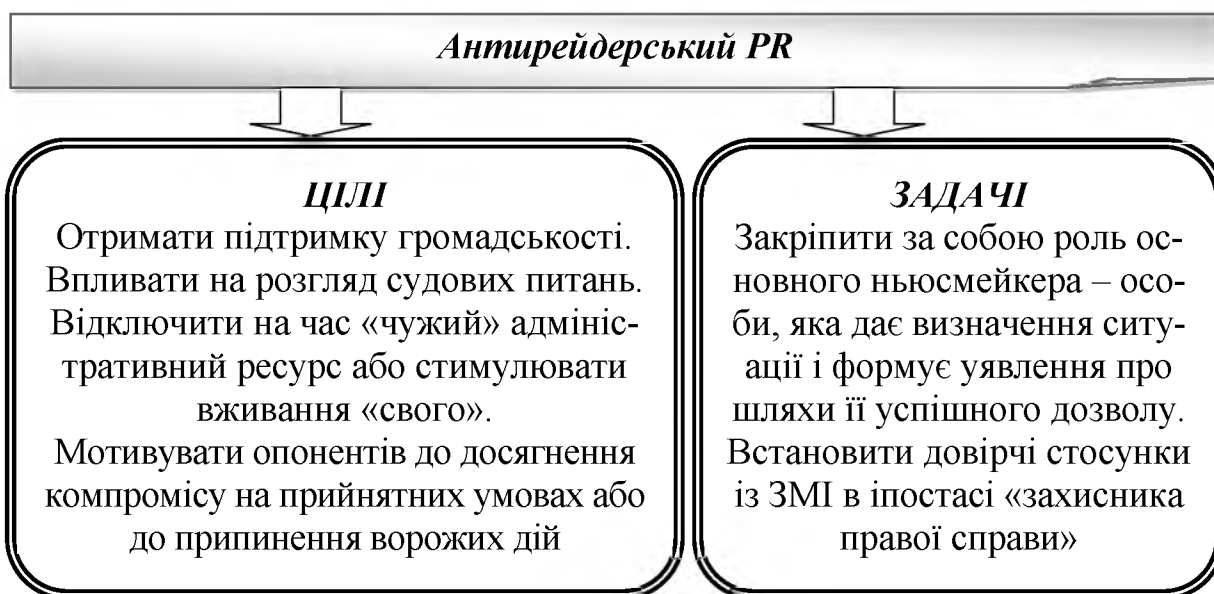 Антирейдерський PR
ЦІЛІ
Отримати підтримку громадськості.
Впливати на розгляд судових питань.
Відключити на час «чужий» адмініс-
тративний ресурс або стимулювати
вживання «свого».
Мотивувати опонентів до досягнення
компромісу на прийнятних умовах або
до припинення ворожих дій
ЗАДАЧІ
Закріпити за собою роль ос-
новного ньюсмейкера – осо-
би, яка дає визначення ситу-
ації і формує уявлення про
шляхи її успішного дозволу.
Встановити довірчі стосунки
із ЗМІ в іпостасі «захисника
правої справи»